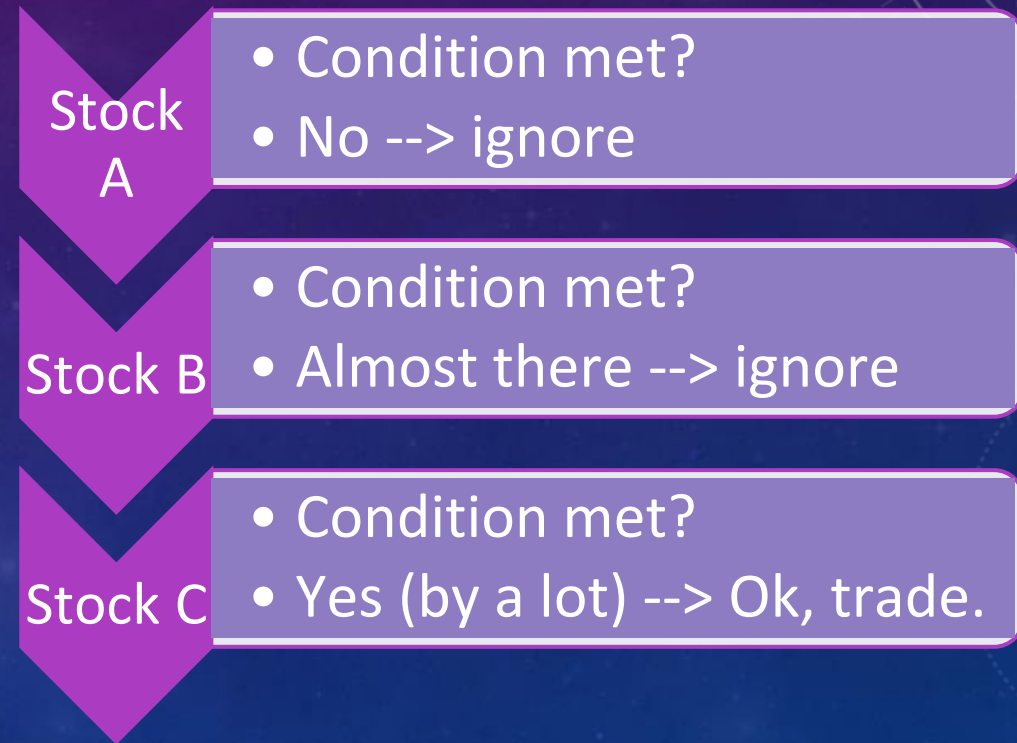 Stock
A
• Condition met?
• No --> ignore
Stock B
• Condition met?
• Almost there --> ignore
Stock C
• Condition met?
• Yes (by a lot) --> Ok, trade.